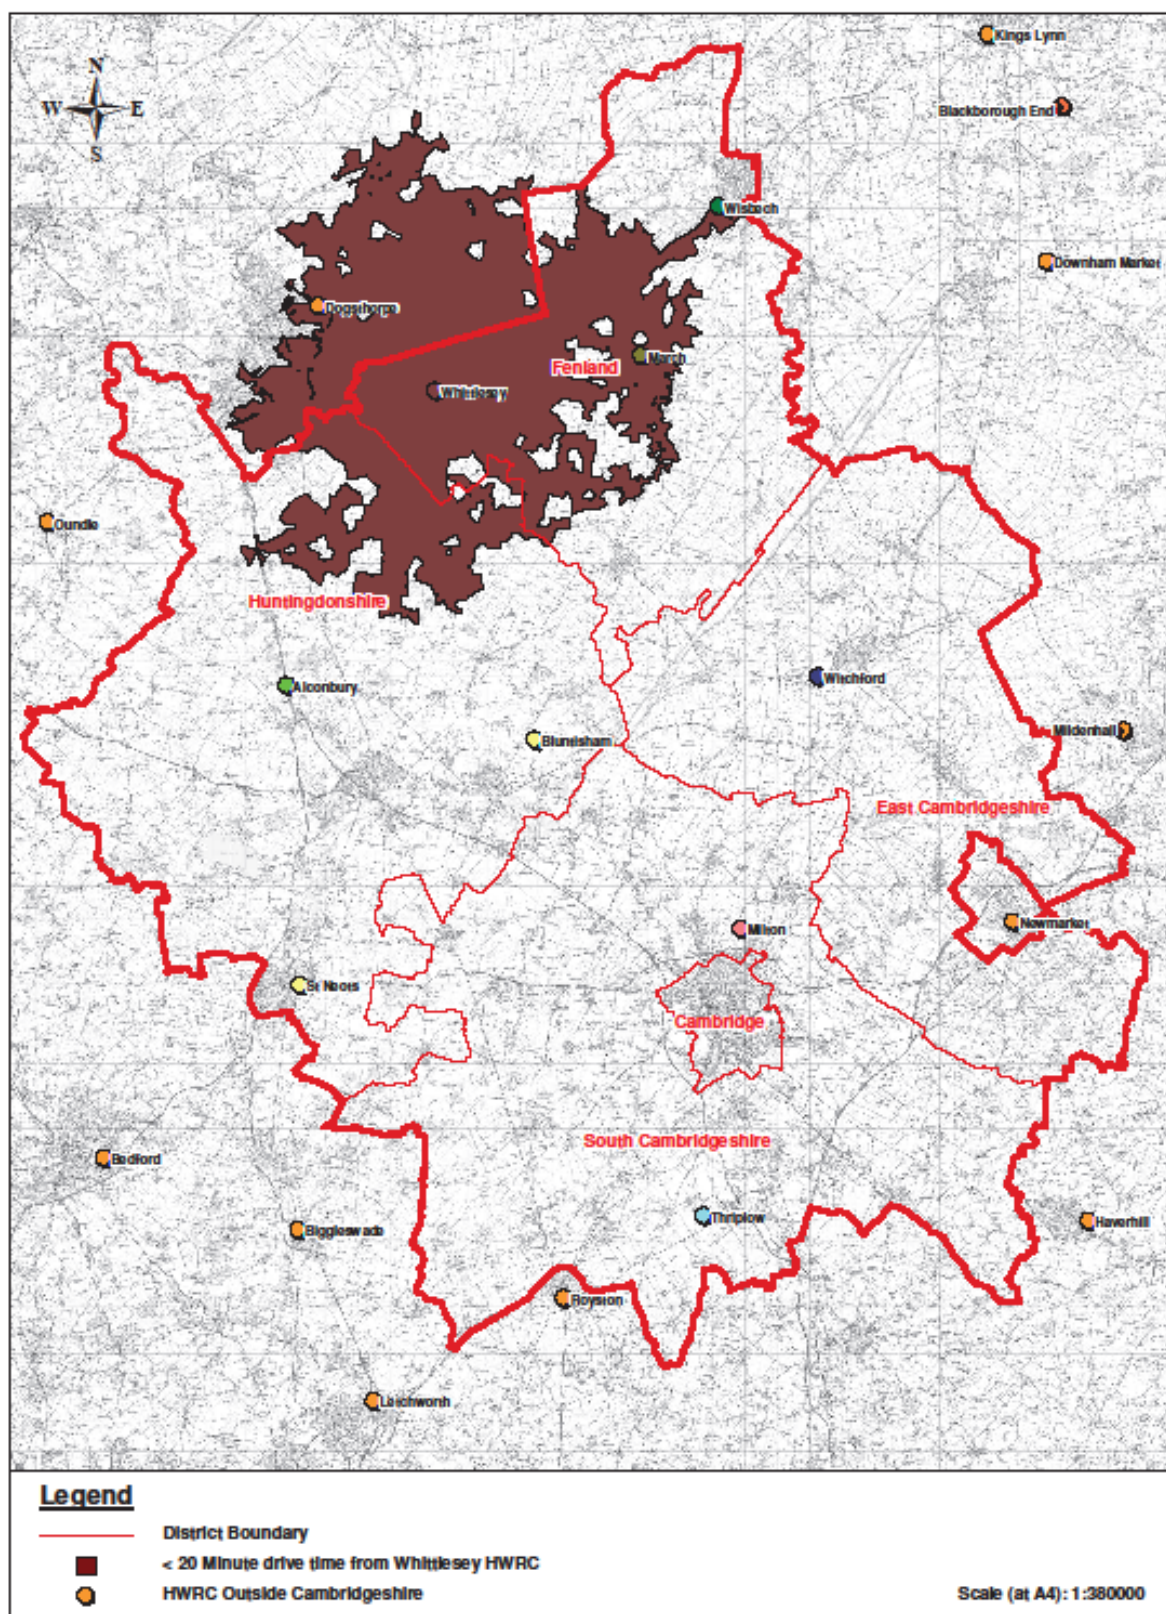 Kings Lynn
N
W E
S
Blackborough End
Wisbech
Downham Market
Dogsthorpe
March
Fenland
Whittlesey
Oundle
Huntingdonshire
Witchford
Alconbury
Mildenhall
Bluntisham
East Cambridgeshire
Newmarket
Milton
St Neots
Cambridge
South Cambridgeshire
Bedford
Thriplow
Haverhill
Biggleswade
Royston
Letchworth
Legend
District Boundary
< 20 Minute drive time from Whittlesey HWRC
HWRC Outside Cambridgeshire
Scale (at A4): 1:380000